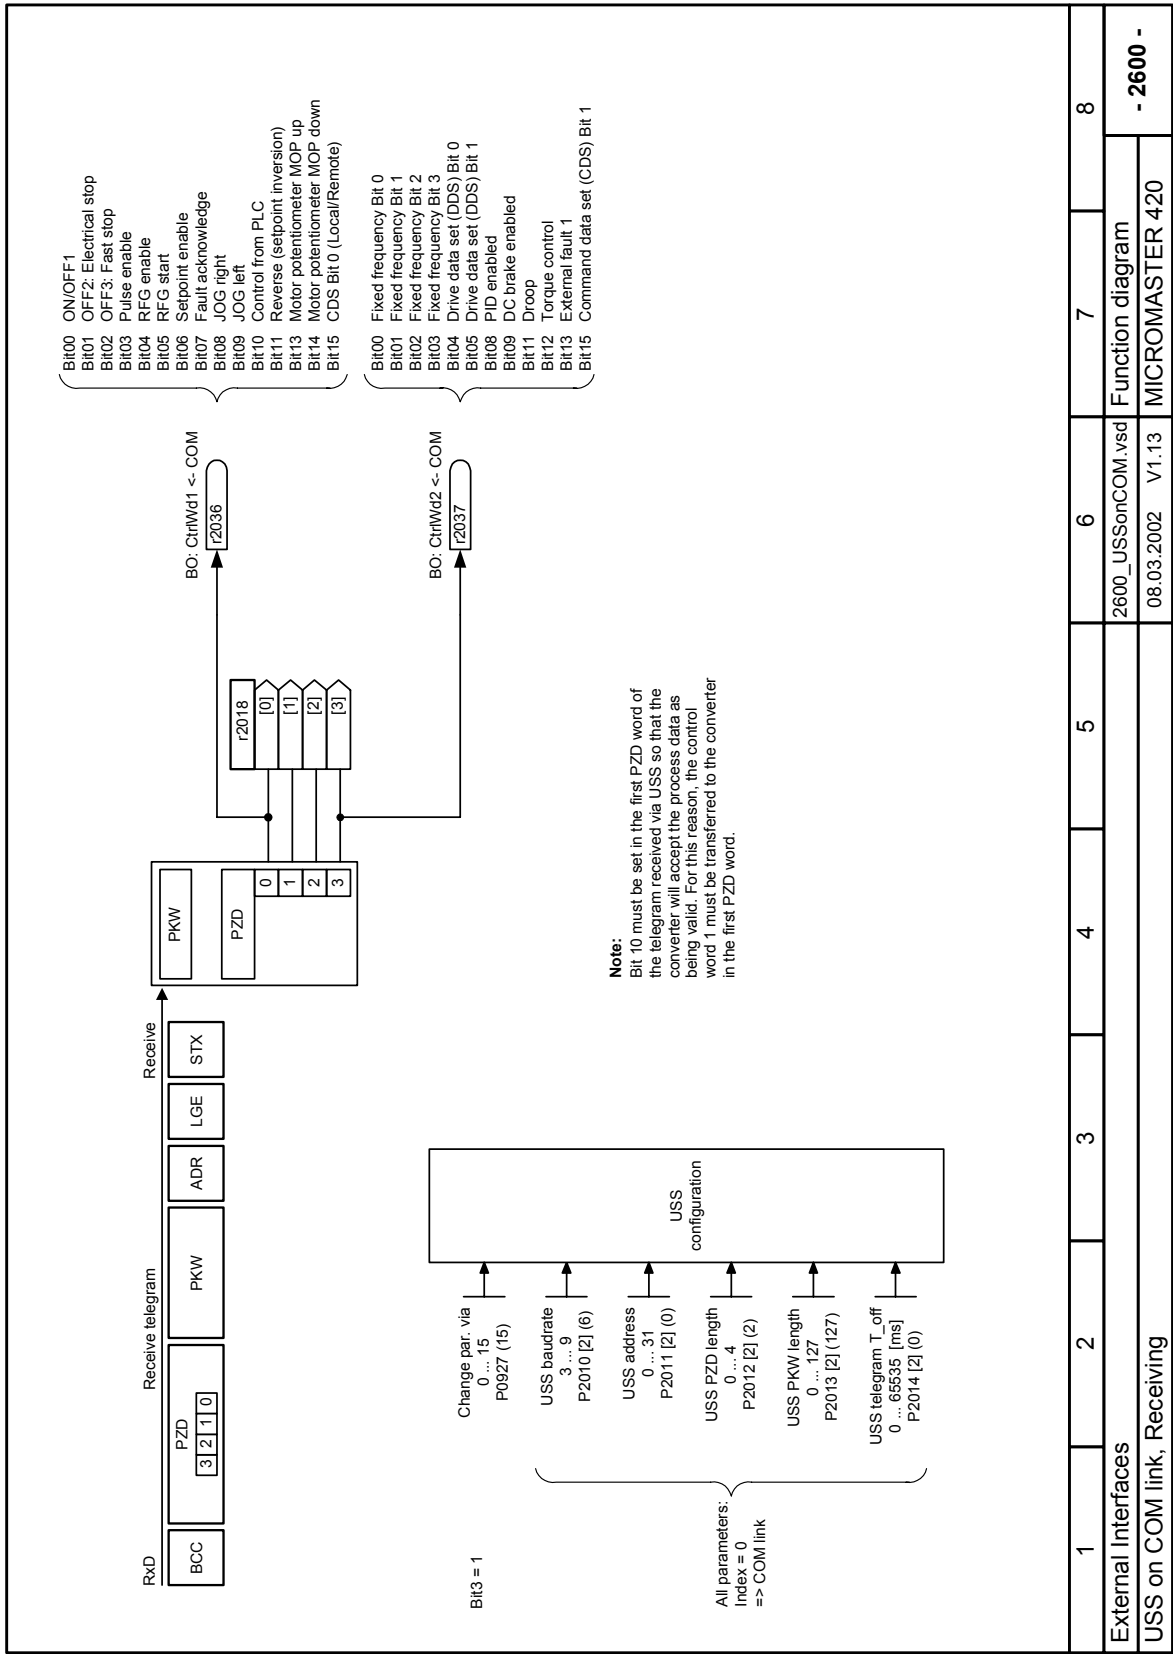 RxD
Receive telegram
Receive
BCC
PZD
3 2 1 0
PKW
ADR
LGE
STX
PKW
PZD
0
1
2
3
r2018
[0]
[1]
[2]
[3]
BO: CtrlWd1 <- COM
r2036
BO: CtrlWd2 <- COM
r2037
Bit00 ON/OFF1
Bit01 OFF2: Electrical stop
Bit02 OFF3: Fast stop
Bit03 Pulse enable
Bit04 RFG enable
Bit05 RFG start
Bit06 Setpoint enable
Bit07 Fault acknowledge
Bit08 JOG right
Bit09 JOG left
Bit10 Control from PLC
Bit11 Reverse (setpoint inversion)
Bit13 Motor potentiometer MOP up
Bit14 Motor potentiometer MOP down
Bit15 CDS Bit 0 (Local/Remote)
Bit00 Fixed frequency Bit 0
Bit01 Fixed frequency Bit 1
Bit02 Fixed frequency Bit 2
Bit03 Fixed frequency Bit 3
Bit04 Drive data set (DDS) Bit 0
Bit05 Drive data set (DDS) Bit 1
Bit08 PID enabled
Bit09 DC brake enabled
Bit11 Droop
Bit12 Torque control
Bit13 External fault 1
Bit15 Command data set (CDS) Bit 1
Bit3 = 1
All parameters:
Index = 0
=> COM link
Change par. via
0 ... 15
P0927 (15)
USS baudrate
3 ... 9
P2010 [2] (6)
USS address
0 ... 31
P2011 [2] (0)
USS PZD length
0 ... 4
P2012 [2] (2)
USS PKW length
0 ... 127
P2013 [2] (127)
USS telegram T_off
0 ... 65535 [ms]
P2014 [2] (0)
USS
configuration
Note:
Bit 10 must be set in the first PZD word of
the telegram received via USS so that the
converter will accept the process data as
being valid. For this reason, the control
word 1 must be transferred to the converter
in the first PZD word.
1 2 3 4 5 6 7 8
External Interfaces
2600_USSonCOM.vsd
Function diagram
- 2600 -
USS on COM link, Receiving
08.03.2002 V1.13
MICROMASTER 420